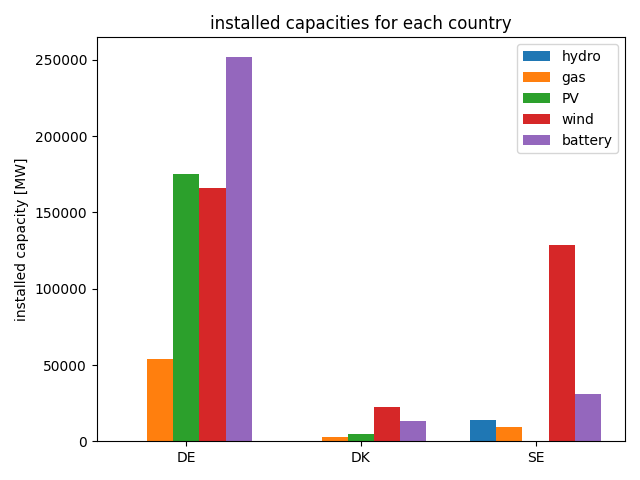 installed capacities for each country
hydro
gas
PV
wind
battery
installed capacity [MW]
250000
200000
150000
100000
50000
0
DE
DK
SE